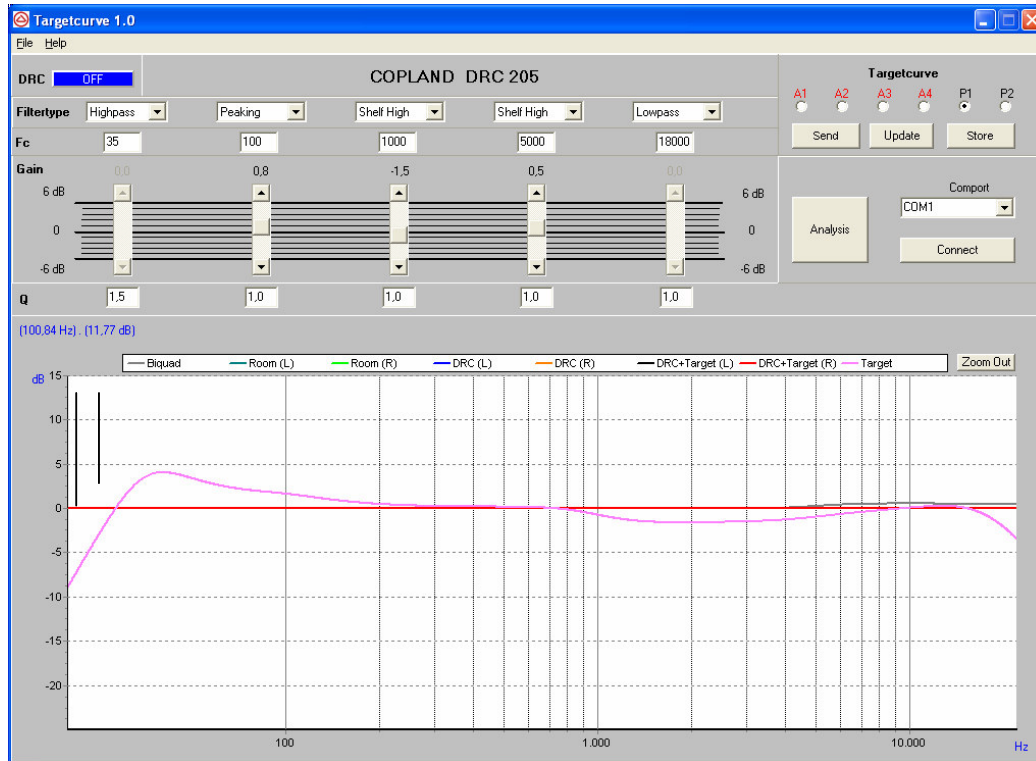 Targetcurve 1.0
File Help
DRC OFF
COPLAND DRC 205
Targetcurve
A1 A2 A3 A4 P1 P2
Filtertype Highpass Peaking Shelf High Shelf High Lowpass
Send Update Store
Fc 35 100 1000 5000 18000
Gain 0,0 0,8 -1,5 0,5 0,0
6 dB 6 dB
0 0
-6 dB -6 dB
Comport
COM1
Analysis
Connect
Q 1,5 1,0 1,0 1,0 1,0
(100,84 Hz) . (11,77 dB)
Biquad Room (L) Room (R) DRC (L) DRC (R) DRC+Target (L) DRC+Target (R) Target
Zoom Out
dB 15
10
5
0
-5
-10
-15
-20
100 1.000 10.000 Hz